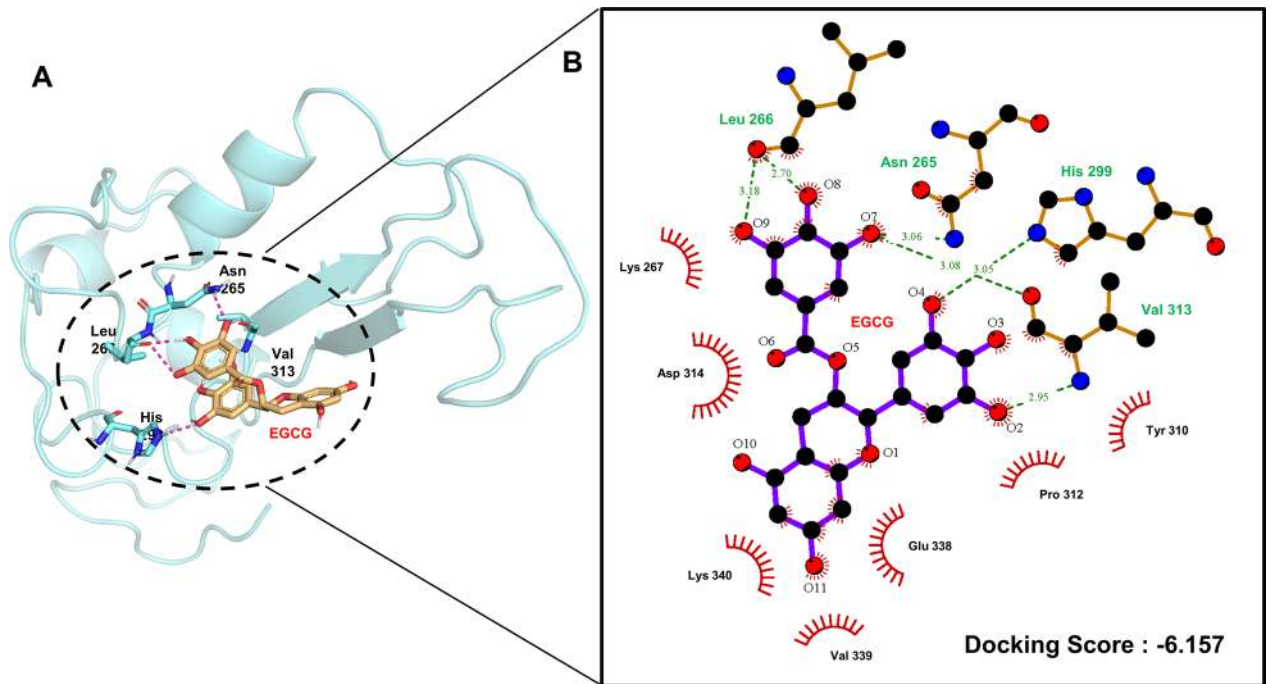 A
B
Asn
265
Leu
26
Val
313
His
29
EGCG
Leu 266
Asn 265
His 299
2.70
3.18
O8
O9
O7
3.06
3.08
3.05
Lys 267
O4
EGCG
Val 313
O3
O6
O5
Asp 314
2.95
O2
Tyr 310
O10
O1
Pro 312
Glu 338
Lys 340
O11
Val 339
Docking Score : -6.157